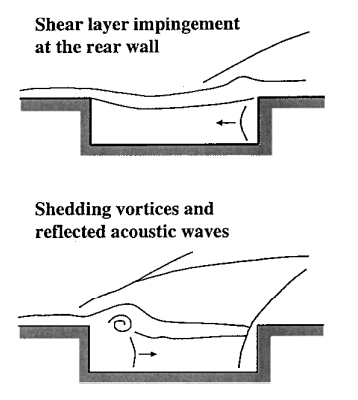 Shear layer impingement
at the rear wall
Shedding vortices and
reflected acoustic waves